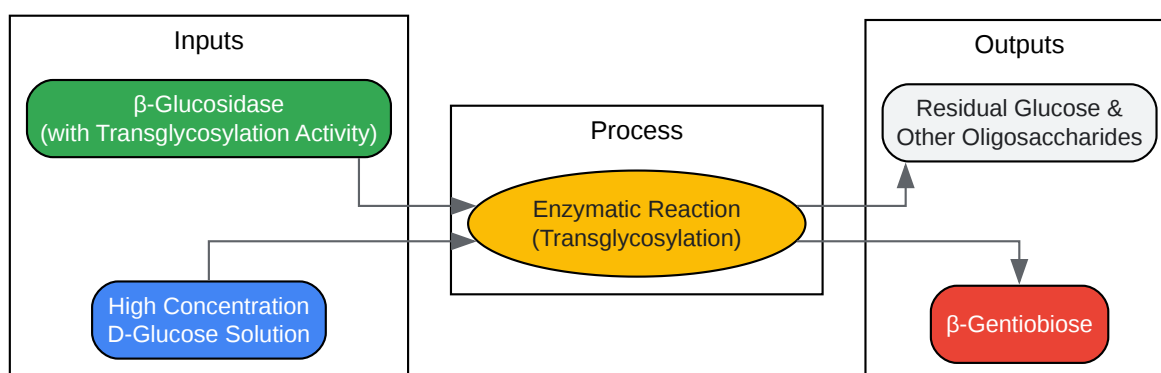 Inputs
β-Glucosidase
(with Transglycosylation Activity)
High Concentration
D-Glucose Solution
Process
Enzymatic Reaction
(Transglycosylation)
Outputs
Residual Glucose &
Other Oligosaccharides
β-Gentiobiose